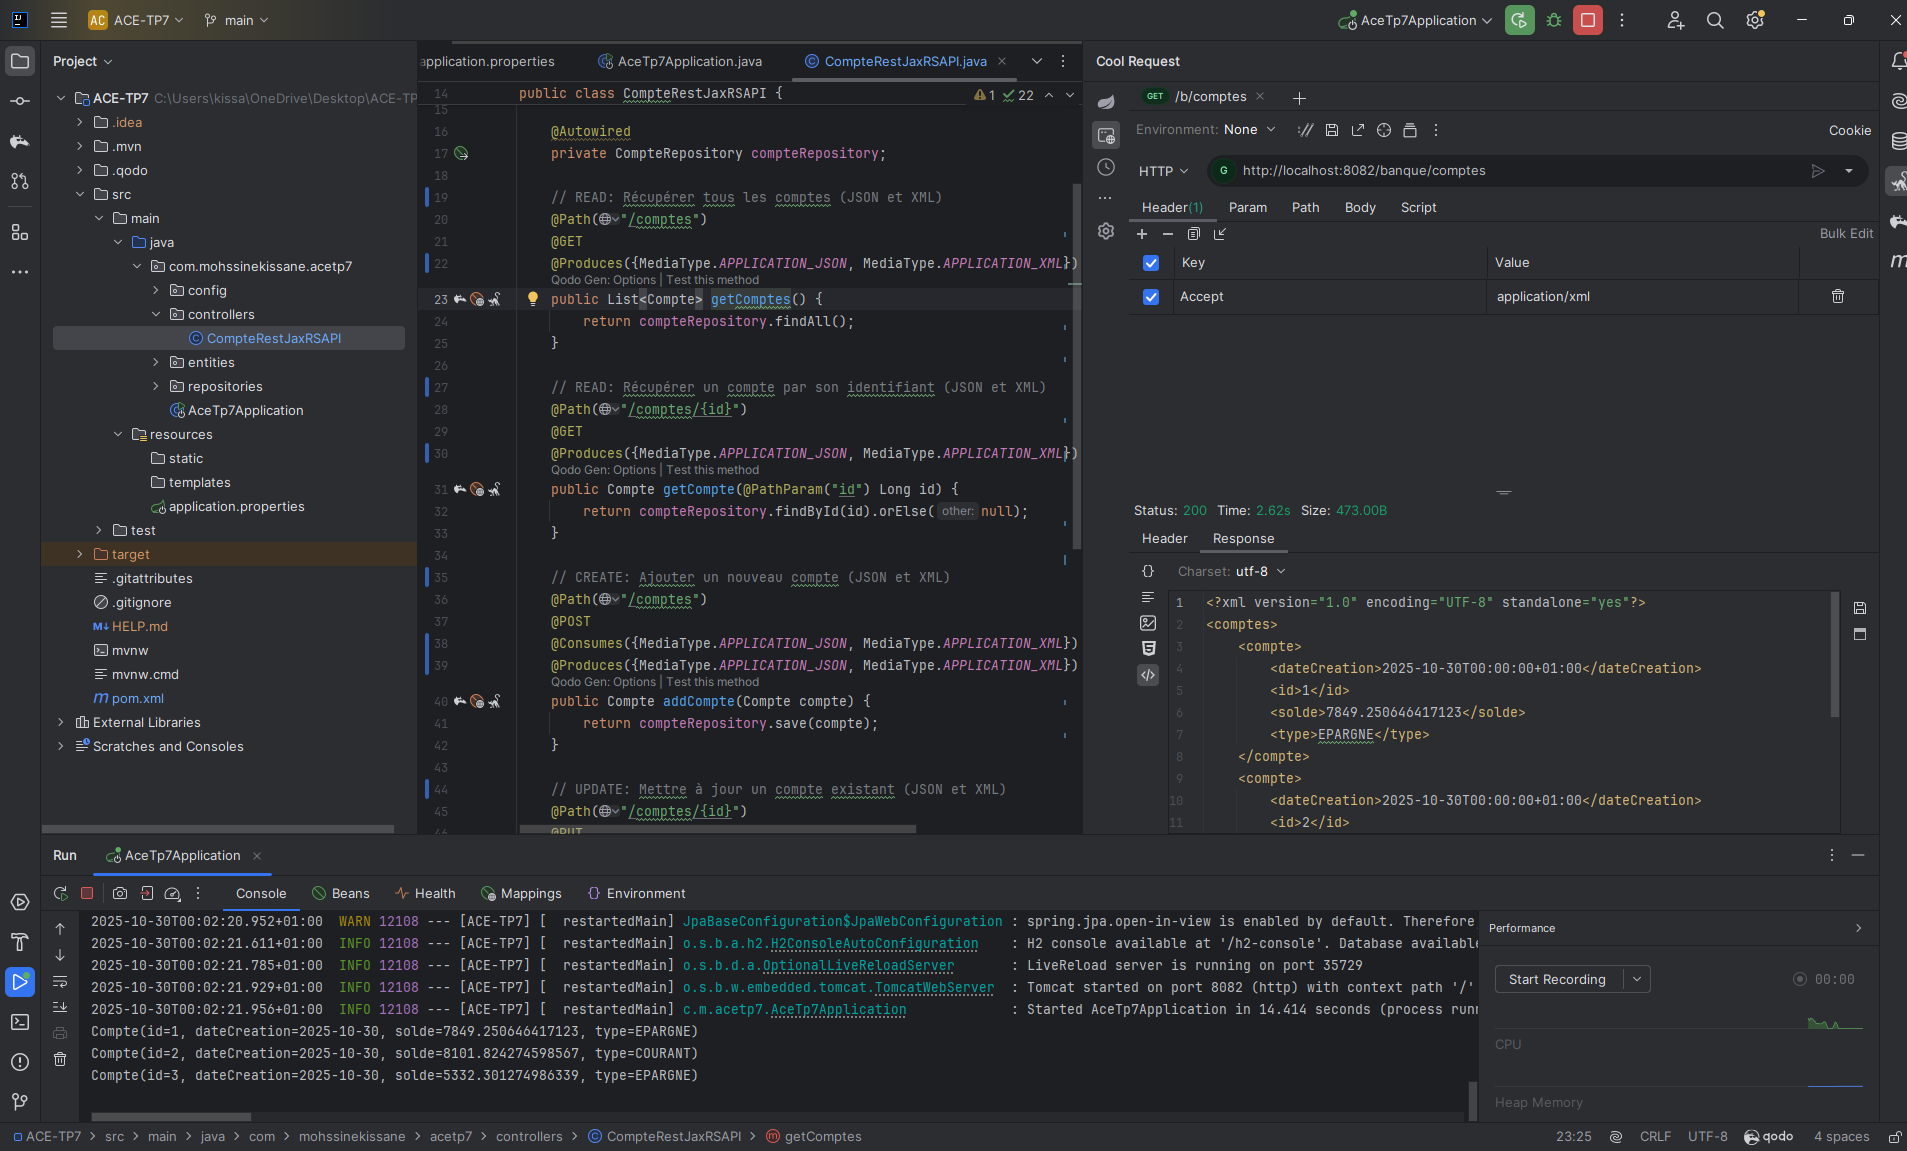 AC ACE-TP7 main AceTp7Application
Project
ACE-TP7 C:\Users\kissa\OneDrive\Desktop\ACE-TP
.idea
.mvn
.qodo
src
main
java
com.mohssinekissane.acetp7
config
controllers
CompteRestJaxRSAPI
entities
repositories
AceTp7Application
resources
static
templates
application.properties
test
target
.gitattributes
.gitignore
M↓ HELP.md
mvnw
mvnw.cmd
m pom.xml
External Libraries
Scratches and Consoles
application.properties AceTp7Application.java CompteRestJaxRSAPI.java
14 public class CompteRestJaxRSAPI { 1 22
15
16 @Autowired
17 private CompteRepository compteRepository;
18
19 // READ: Récupérer tous les comptes (JSON et XML)
20 @Path("/comptes")
21 @GET
22 @Produces({MediaType.APPLICATION_JSON, MediaType.APPLICATION_XML})
Qodo Gen: Options | Test this method
23 public List<Compte> getComptes() {
24 return compteRepository.findAll();
25 }
26
27 // READ: Récupérer un compte par son identifiant (JSON et XML)
28 @Path("/comptes/{id}")
29 @GET
30 @Produces({MediaType.APPLICATION_JSON, MediaType.APPLICATION_XML})
Qodo Gen: Options | Test this method
31 public Compte getCompte(@PathParam("id") Long id) {
32 return compteRepository.findById(id).orElse( other: null);
33 }
34
35 // CREATE: Ajouter un nouveau compte (JSON et XML)
36 @Path("/comptes")
37 @POST
38 @Consumes({MediaType.APPLICATION_JSON, MediaType.APPLICATION_XML})
39 @Produces({MediaType.APPLICATION_JSON, MediaType.APPLICATION_XML})
Qodo Gen: Options | Test this method
40 public Compte addCompte(Compte compte) {
41 return compteRepository.save(compte);
42 }
43
44 // UPDATE: Mettre à jour un compte existant (JSON et XML)
45 @Path("/comptes/{id}")
46 @PUT
Cool Request
GET /b/comptes
Environment: None Cookie
HTTP G http://localhost:8082/banque/comptes
Header(1) Param Path Body Script
Bulk Edit
Key Value
Accept application/xml
Status: 200 Time: 2.62s Size: 473.00B
Header Response
Charset: utf-8
1 <?xml version="1.0" encoding="UTF-8" standalone="yes"?>
2 <comptes>
3 <compte>
4 <dateCreation>2025-10-30T00:00:00+01:00</dateCreation>
5 <id>1</id>
6 <solde>7849.250646417123</solde>
7 <type>EPARGNE</type>
8 </compte>
9 <compte>
10 <dateCreation>2025-10-30T00:00:00+01:00</dateCreation>
11 <id>2</id>
Run AceTp7Application
Console Beans Health Mappings Environment
2025-10-30T00:02:20.952+01:00 WARN 12108 --- [ACE-TP7] [ restartedMain] JpaBaseConfiguration$JpaWebConfiguration : spring.jpa.open-in-view is enabled by default. Therefore
2025-10-30T00:02:21.611+01:00 INFO 12108 --- [ACE-TP7] [ restartedMain] o.s.b.a.h2.H2ConsoleAutoConfiguration : H2 console available at '/h2-console'. Database available
2025-10-30T00:02:21.785+01:00 INFO 12108 --- [ACE-TP7] [ restartedMain] o.s.b.d.a.OptionalLiveReloadServer : LiveReload server is running on port 35729
2025-10-30T00:02:21.929+01:00 INFO 12108 --- [ACE-TP7] [ restartedMain] o.s.b.w.embedded.tomcat.TomcatWebServer : Tomcat started on port 8082 (http) with context path '/'
2025-10-30T00:02:21.956+01:00 INFO 12108 --- [ACE-TP7] [ restartedMain] c.m.acetp7.AceTp7Application : Started AceTp7Application in 14.414 seconds (process run
Compte(id=1, dateCreation=2025-10-30, solde=7849.250646417123, type=EPARGNE)
Compte(id=2, dateCreation=2025-10-30, solde=8101.824274598567, type=COURANT)
Compte(id=3, dateCreation=2025-10-30, solde=5332.301274986339, type=EPARGNE)
Performance
Start Recording 00:00
CPU
Heap Memory
ACE-TP7 > src > main > java > com > mohssinekissane > acetp7 > controllers > CompteRestJaxRSAPI > getComptes 23:25 CRLF UTF-8 qodo 4 spaces